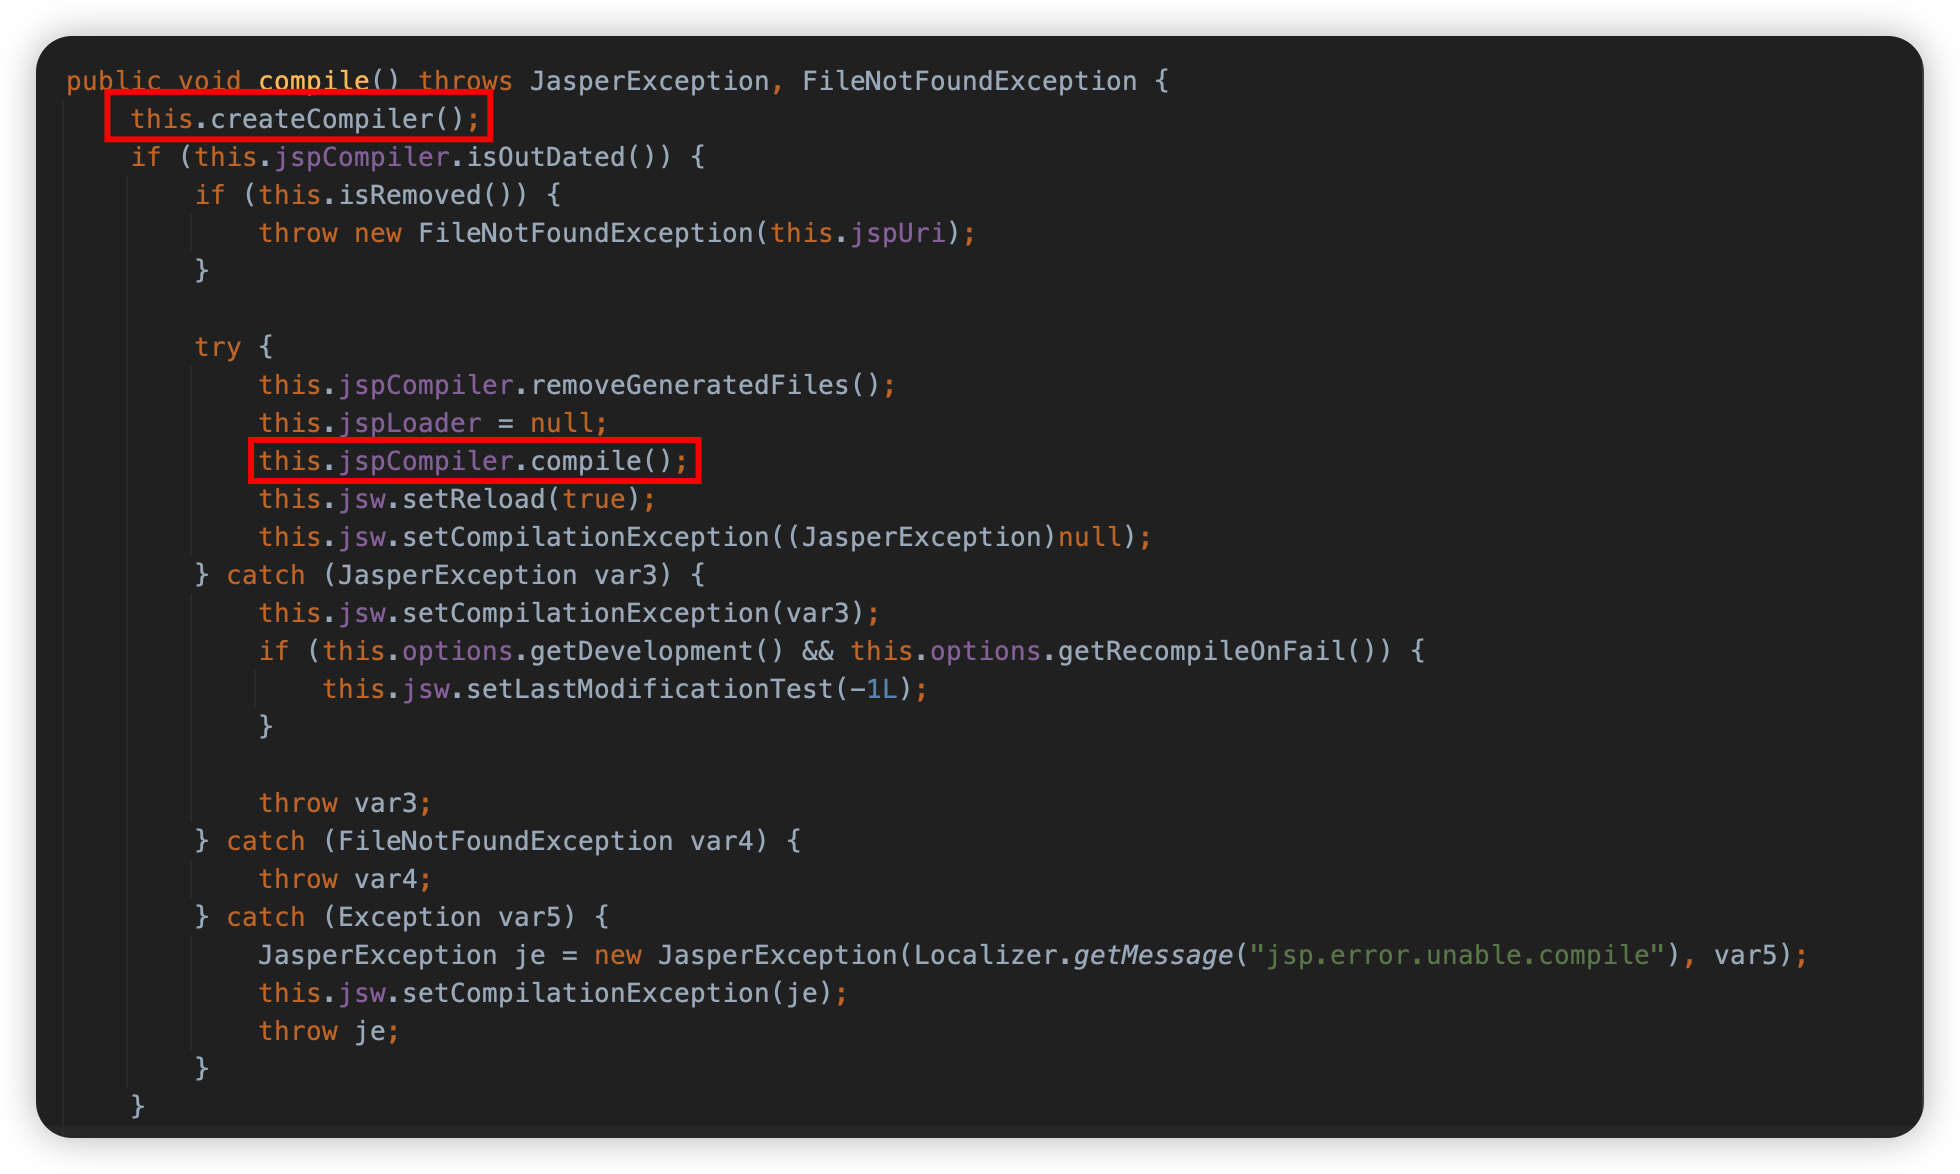 public void compile() throws JasperException, FileNotFoundException {
this.createCompiler();
if (this.jspCompiler.isOutDated()) {
if (this.isRemoved()) {
throw new FileNotFoundException(this.jspUri);
}
try {
this.jspCompiler.removeGeneratedFiles();
this.jspLoader = null;
this.jspCompiler.compile();
this.jsw.setReload(true);
this.jsw.setCompilationException((JasperException)null);
} catch (JasperException var3) {
this.jsw.setCompilationException(var3);
if (this.options.getDevelopment() && this.options.getRecompileOnFail()) {
this.jsw.setLastModificationTest(-1L);
}
throw var3;
} catch (FileNotFoundException var4) {
throw var4;
} catch (Exception var5) {
JasperException je = new JasperException(Localizer.getMessage("jsp.error.unable.compile"), var5);
this.jsw.setCompilationException(je);
throw je;
}
}